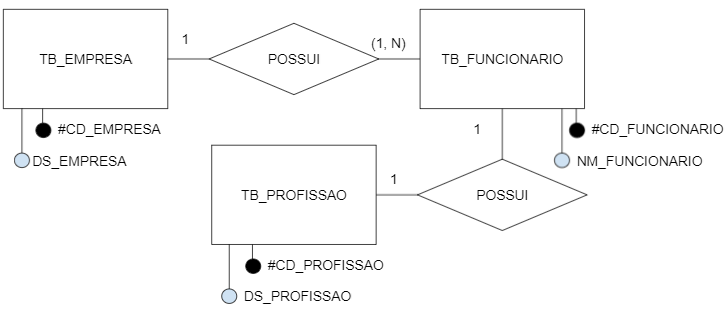 TB_EMPRESA
1
POSSUI
(1, N)
TB_FUNCIONARIO
#CD_EMPRESA
DS_EMPRESA
1
#CD_FUNCIONARIO
NM_FUNCIONARIO
TB_PROFISSAO
1
POSSUI
#CD_PROFISSAO
DS_PROFISSAO